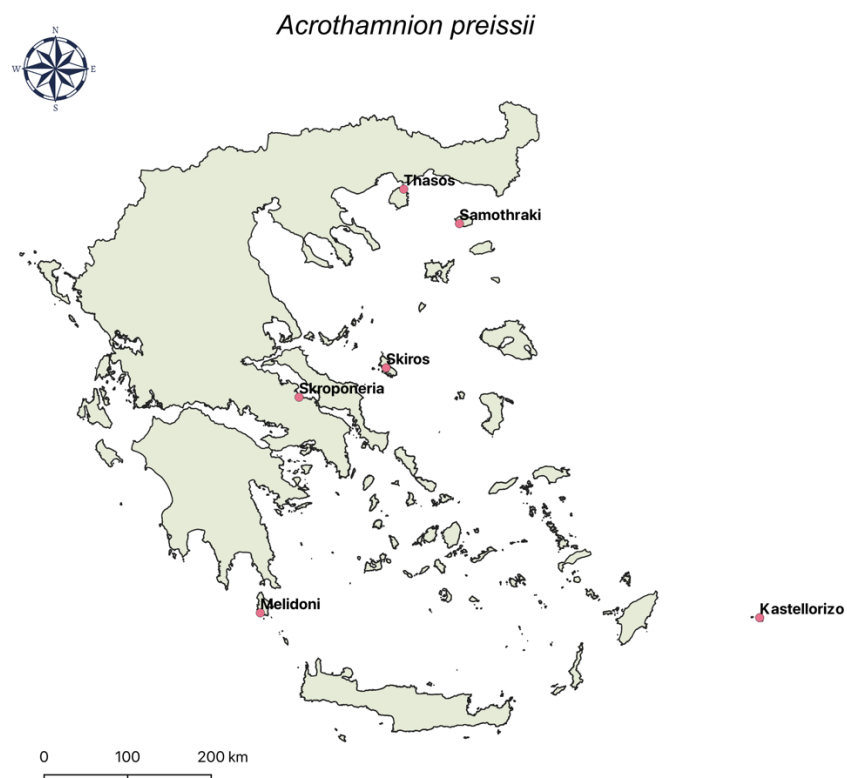 Acrothamnion preissii
N
W E
S
Thasos
Samothraki
Skiros
Skroponeria
Melidoni
Kastellorizo
0 100 200 km